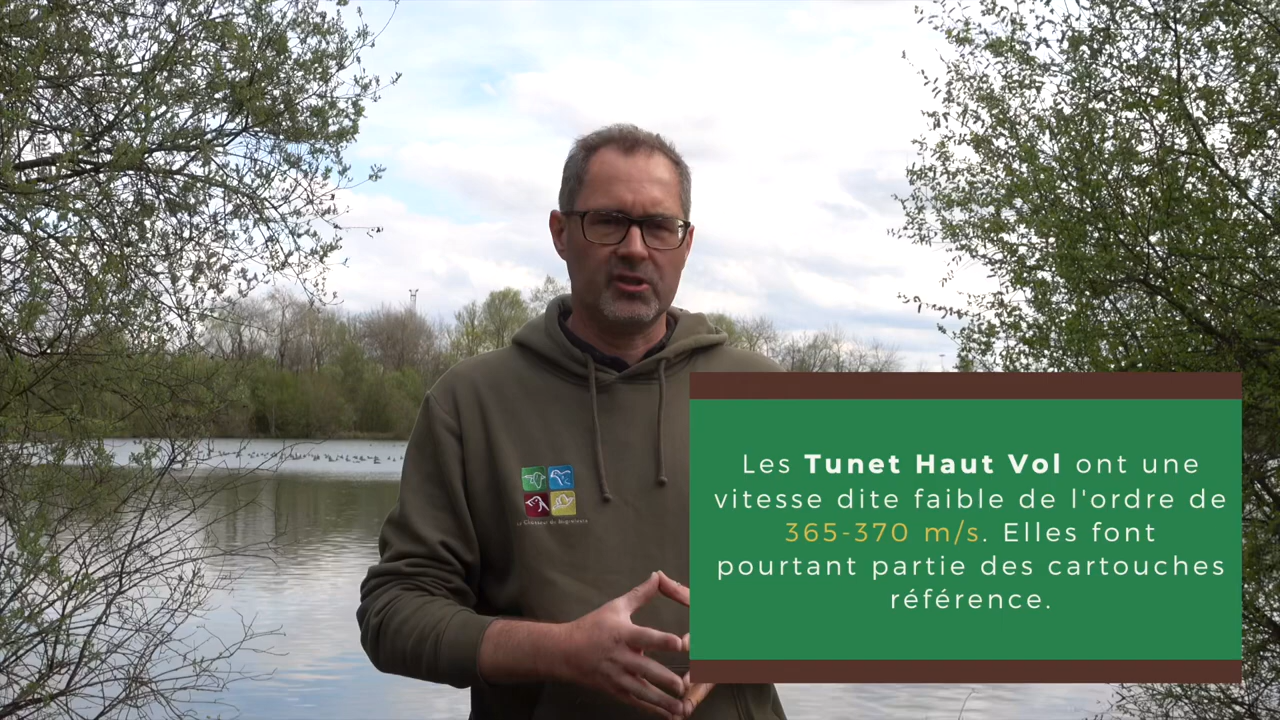 Les Tunet Haut Vol ont une
vitesse dite faible de l'ordre de
365-370 m/s. Elles font
pourtant partie des cartouches
référence.